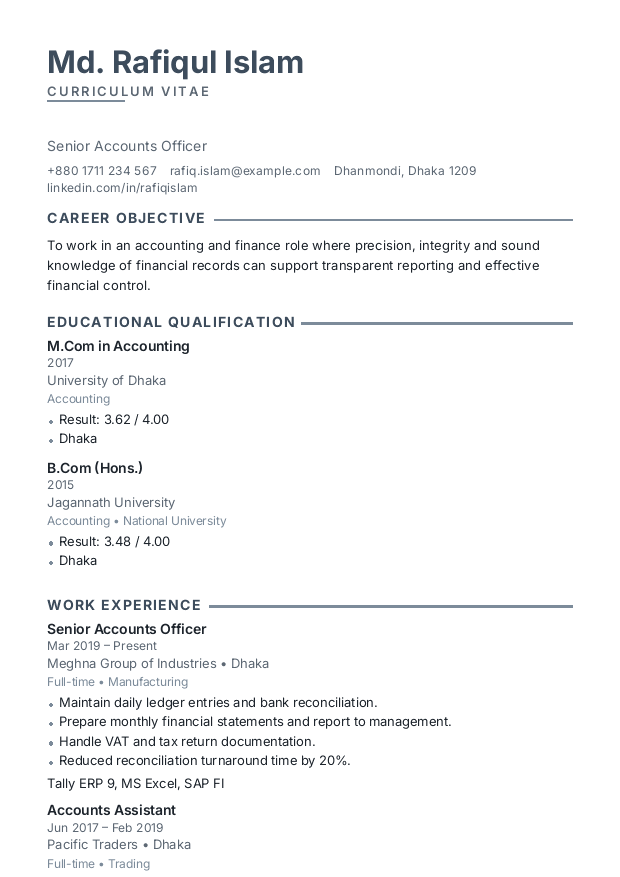 Md. Rafiqul Islam
CURRICULUM VITAE
Senior Accounts Officer
+880 1711 234 567 rafiq.islam@example.com Dhanmondi, Dhaka 1209
linkedin.com/in/rafiqislam
CAREER OBJECTIVE
To work in an accounting and finance role where precision, integrity and sound
knowledge of financial records can support transparent reporting and effective
financial control.
EDUCATIONAL QUALIFICATION
M.Com in Accounting
2017
University of Dhaka
Accounting
• Result: 3.62 / 4.00
• Dhaka
B.Com (Hons.)
2015
Jagannath University
Accounting • National University
• Result: 3.48 / 4.00
• Dhaka
WORK EXPERIENCE
Senior Accounts Officer
Mar 2019 – Present
Meghna Group of Industries • Dhaka
Full-time • Manufacturing
• Maintain daily ledger entries and bank reconciliation.
• Prepare monthly financial statements and report to management.
• Handle VAT and tax return documentation.
• Reduced reconciliation turnaround time by 20%.
Tally ERP 9, MS Excel, SAP FI
Accounts Assistant
Jun 2017 – Feb 2019
Pacific Traders • Dhaka
Full-time • Trading